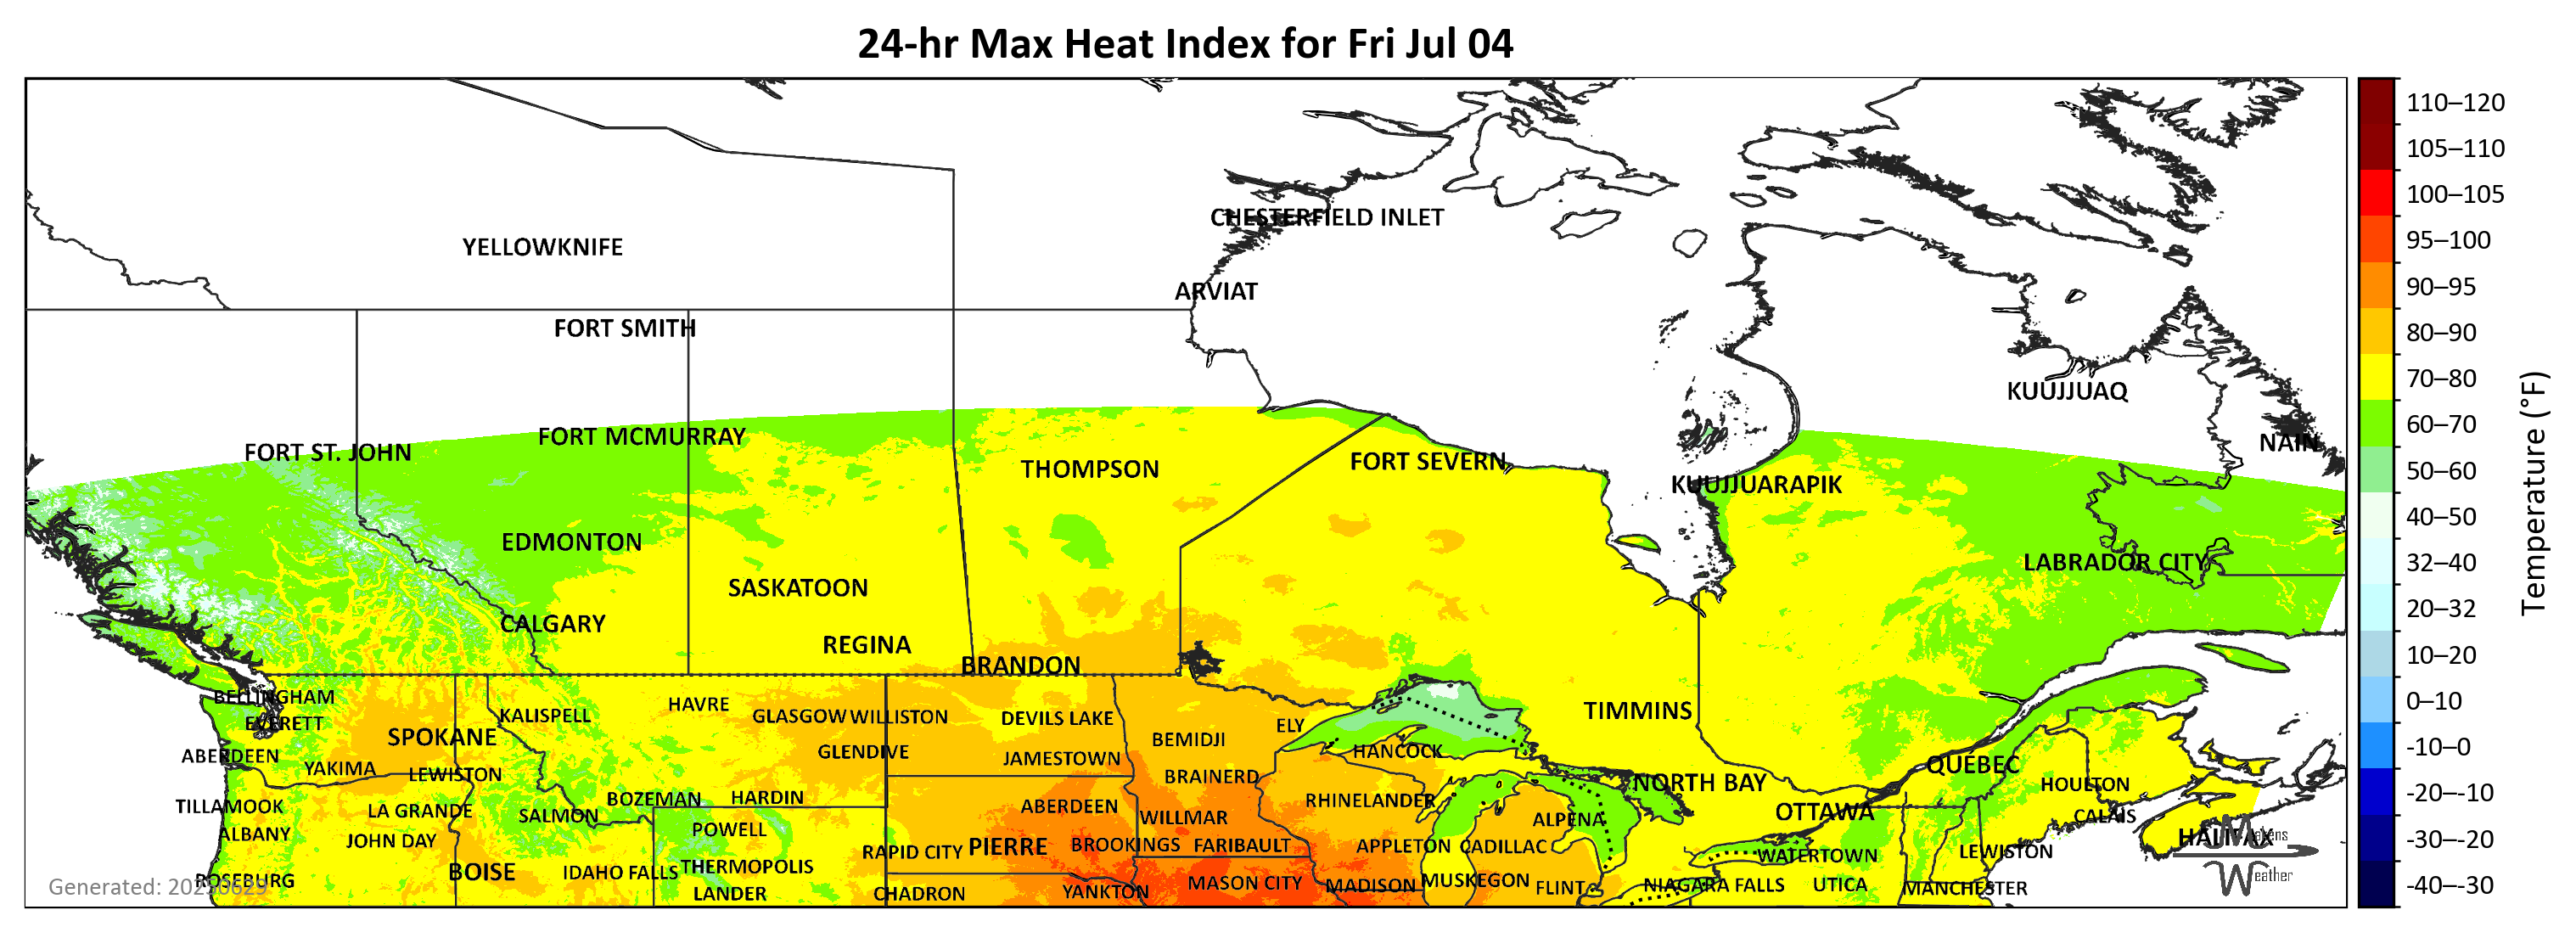 24-hr Max Heat Index for Fri Jul 04
CHESTERFIELD INLET
YELLOWKNIFE
ARVIAT
FORT SMITH
KUUJJUAQ
FORT MCMURRAY
NAIN
FORT ST. JOHN
FORT SEVERN
THOMPSON
KUUJJUARAPIK
EDMONTON
LABRADOR CITY
SASKATOON
CALGARY
REGINA
BRANDON
BELLINGHAM
HAVRE
TIMMINS
KALISPELL
GLASGOW WILLISTON
DEVILS LAKE
EVERETT
ELY
SPOKANE
BEMIDJI
GLENDIVE
HANCOCK
ABERDEEN
JAMESTOWN
QUÉBEC
YAKIMA
LEWISTON
BRAINERD
NORTH BAY
HOULTON
BOZEMAN
HARDIN
RHINELANDER
TILLAMOOK
ABERDEEN
LA GRANDE
OTTAWA
SALMON
WILLMAR
CALAIS
ALPENA
POWELL
ALBANY
HALIFAX
JOHN DAY
PIERRE
BROOKINGS
FARIBAULT
APPLETON
CADILLAC
RAPID CITY
LEWISTON
WATERTOWN
THERMOPOLIS
BOISE
IDAHO FALLS
ROSEBURG
MUSKEGON
MASON CITY
MADISON
NIAGARA FALLS
UTICA
FLINT
MANCHESTER
YANKTON
LANDER
CHADRON
Generated: 20250629
Matens
Weather
110–120
105–110
100–105
95–100
90–95
80–90
70–80
60–70
50–60
40–50
32–40
20–32
10–20
0–10
-10–0
-20–-10
-30–-20
-40–-30
Temperature (°F)